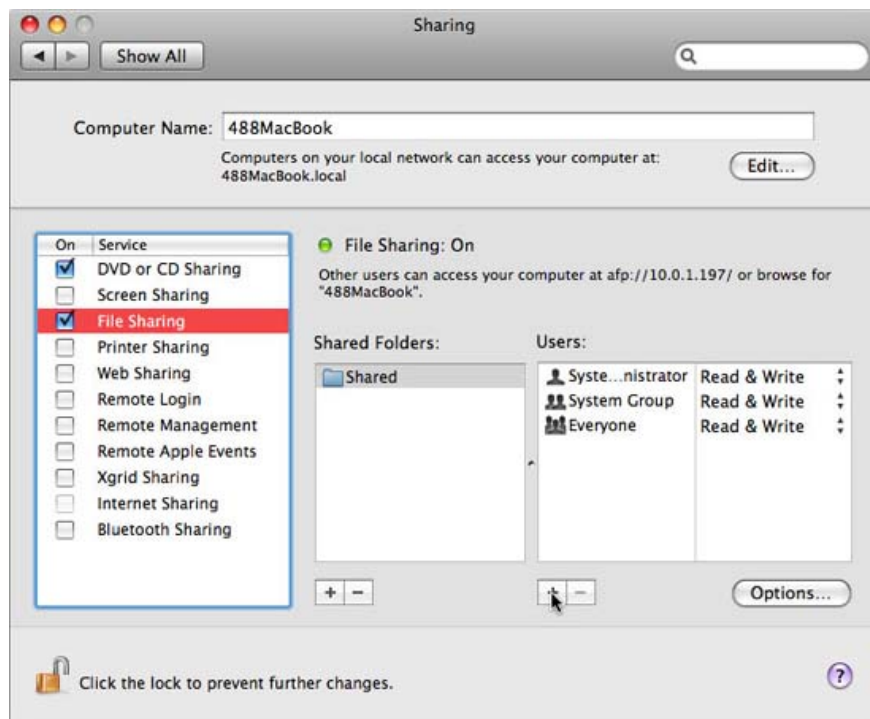 Sharing
Show All
Computer Name: 488MacBook
Computers on your local network can access your computer at:
488MacBook.local
Edit...
On Service
DVD or CD Sharing
Screen Sharing
File Sharing
Printer Sharing
Web Sharing
Remote Login
Remote Management
Remote Apple Events
Xgrid Sharing
Internet Sharing
Bluetooth Sharing
File Sharing: On
Other users can access your computer at afp://10.0.1.197/ or browse for
"488MacBook".
Shared Folders:
Shared
Users:
Syste...nistrator Read & Write
System Group Read & Write
Everyone Read & Write
+ −
+ −
Options...
Click the lock to prevent further changes.
?